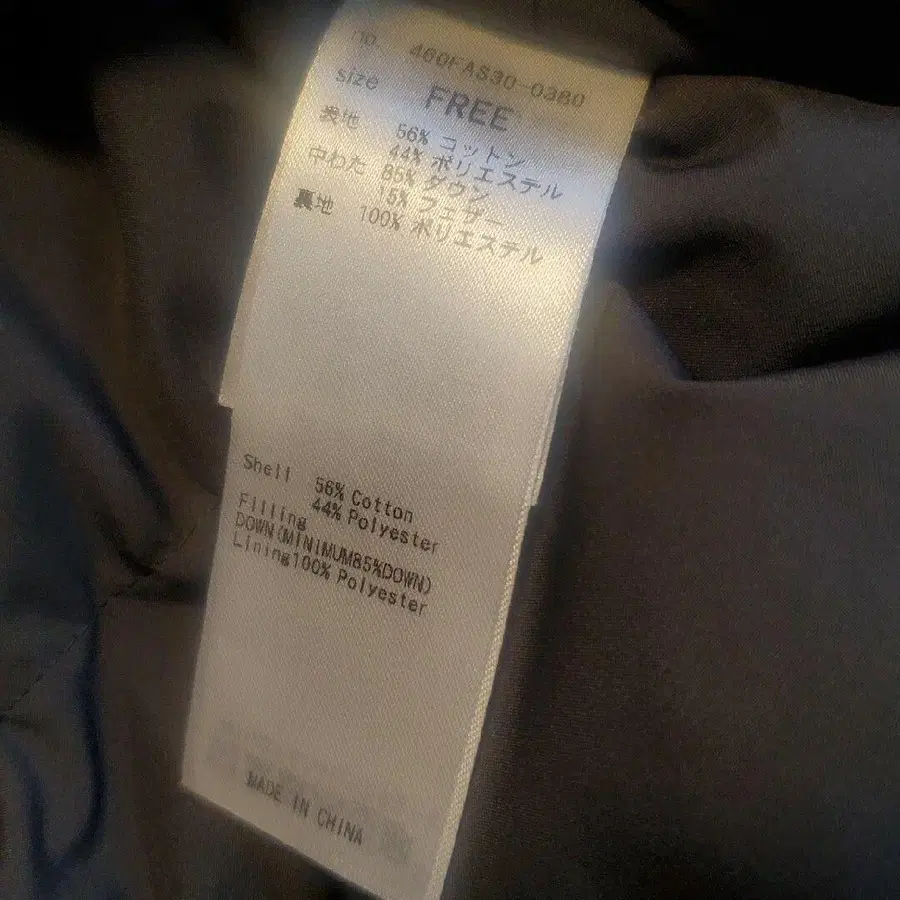 no. 460FAS30-0360
size FREE
表地 56% コットン
44% ポリエステル
中わた 85% ダウン
15% フェザー
裏地 100% ポリエステル
Shell 56% Cotton
44% Polyester
Filling
DOWN(MINIMUM85%DOWN)
Lining100% Polyester
MADE IN CHINA